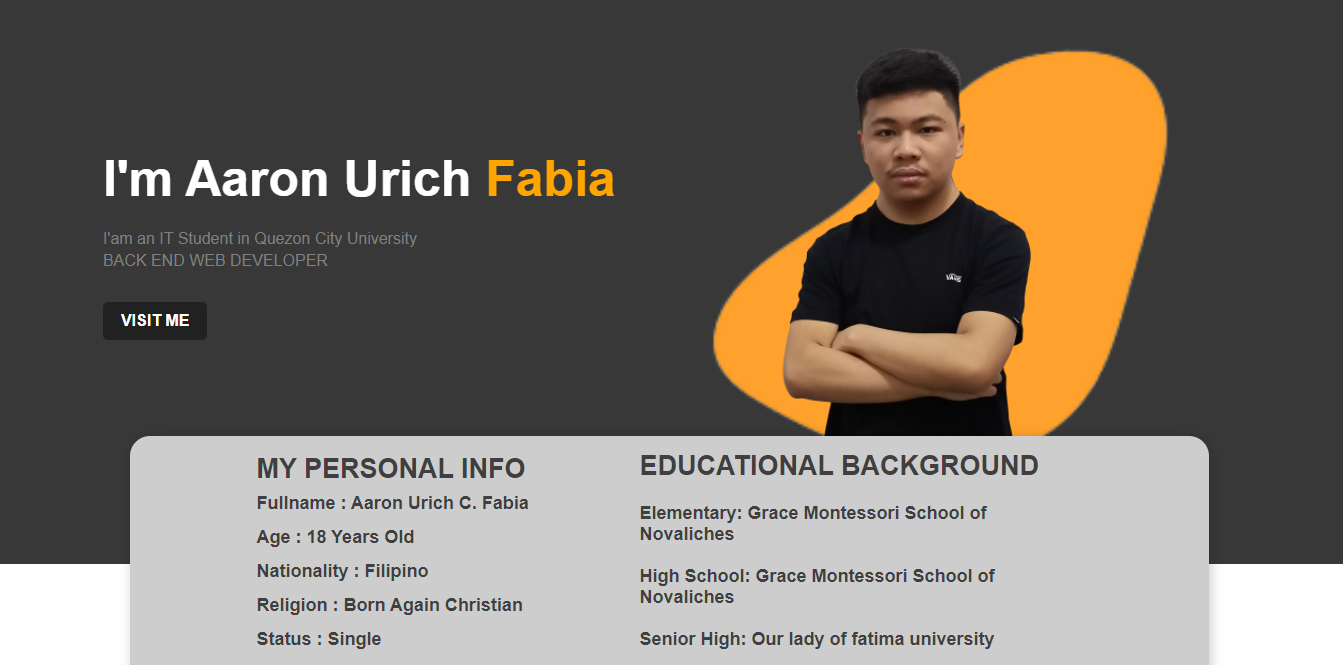 I'm Aaron Urich Fabia
I'am an IT Student in Quezon City University
BACK END WEB DEVELOPER
VISIT ME
VANS
MY PERSONAL INFO
Fullname : Aaron Urich C. Fabia
Age : 18 Years Old
Nationality : Filipino
Religion : Born Again Christian
Status : Single
EDUCATIONAL BACKGROUND
Elementary: Grace Montessori School of
Novaliches
High School: Grace Montessori School of
Novaliches
Senior High: Our lady of fatima university